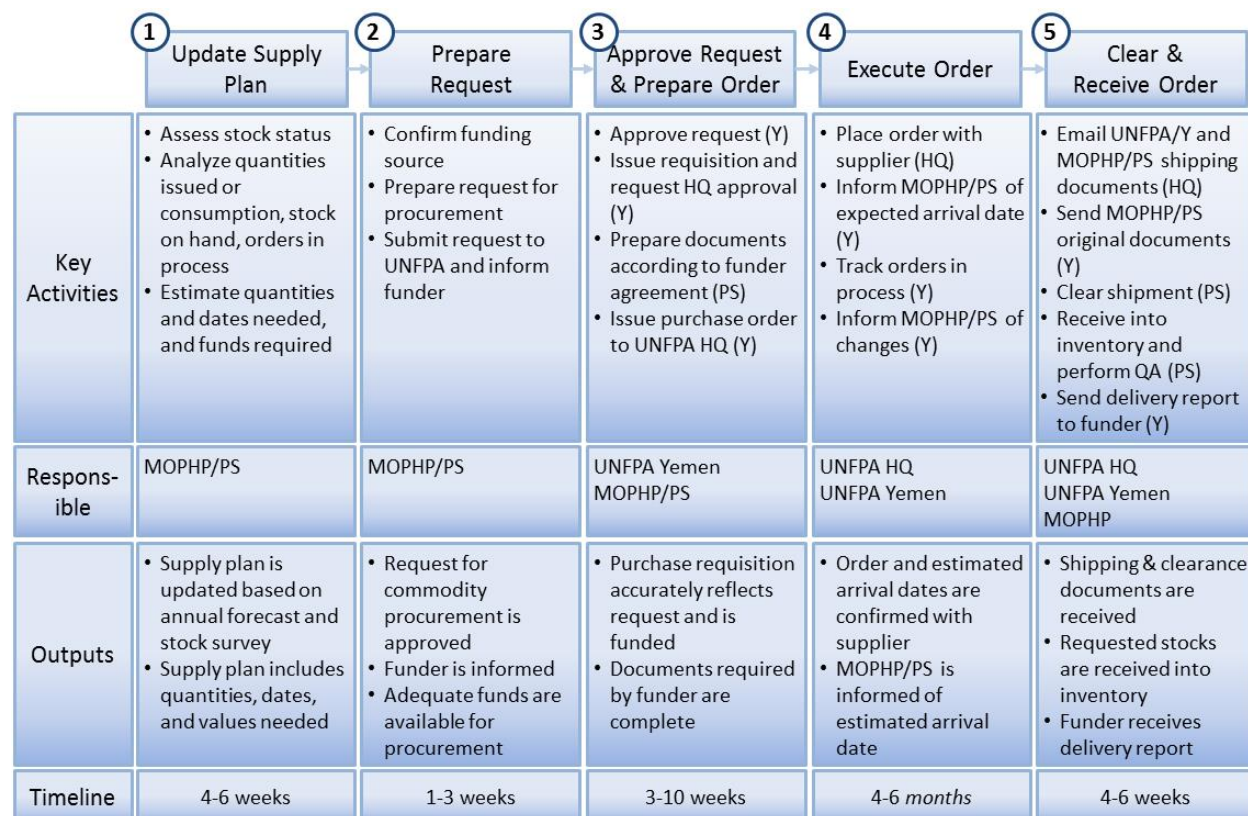 1
Update Supply
Plan
2
Prepare
Request
3
Approve Request
& Prepare Order
4
Execute Order
5
Clear &
Receive Order
Key
Activities
• Assess stock status
• Analyze quantities
issued or
consumption, stock
on hand, orders in
process
• Estimate quantities
and dates needed,
and funds required
• Confirm funding
source
• Prepare request for
procurement
• Submit request to
UNFPA and inform
funder
• Approve request (Y)
• Issue requisition and
request HQ approval
(Y)
• Prepare documents
according to funder
agreement (PS)
• Issue purchase order
to UNFPA HQ (Y)
• Place order with
supplier (HQ)
• Inform MOPHP/PS of
expected arrival date
(Y)
• Track orders in
process (Y)
• Inform MOPHP/PS of
changes (Y)
• Email UNFPA/Y and
MOPHP/PS shipping
documents (HQ)
• Send MOPHP/PS
original documents
(Y)
• Clear shipment (PS)
• Receive into
inventory and
perform QA (PS)
• Send delivery report
to funder (Y)
Respons-
ible
MOPHP/PS
MOPHP/PS
UNFPA Yemen
MOPHP/PS
UNFPA HQ
UNFPA Yemen
UNFPA HQ
UNFPA Yemen
MOPHP
Outputs
• Supply plan is
updated based on
annual forecast and
stock survey
• Supply plan includes
quantities, dates,
and values needed
• Request for
commodity
procurement is
approved
• Funder is informed
• Adequate funds are
available for
procurement
• Purchase requisition
accurately reflects
request and is
funded
• Documents required
by funder are
complete
• Order and estimated
arrival dates are
confirmed with
supplier
• MOPHP/PS is
informed of
estimated arrival
date
• Shipping & clearance
documents are
received
• Requested stocks
are received into
inventory
• Funder receives
delivery report
Timeline
4-6 weeks
1-3 weeks
3-10 weeks
4-6 months
4-6 weeks